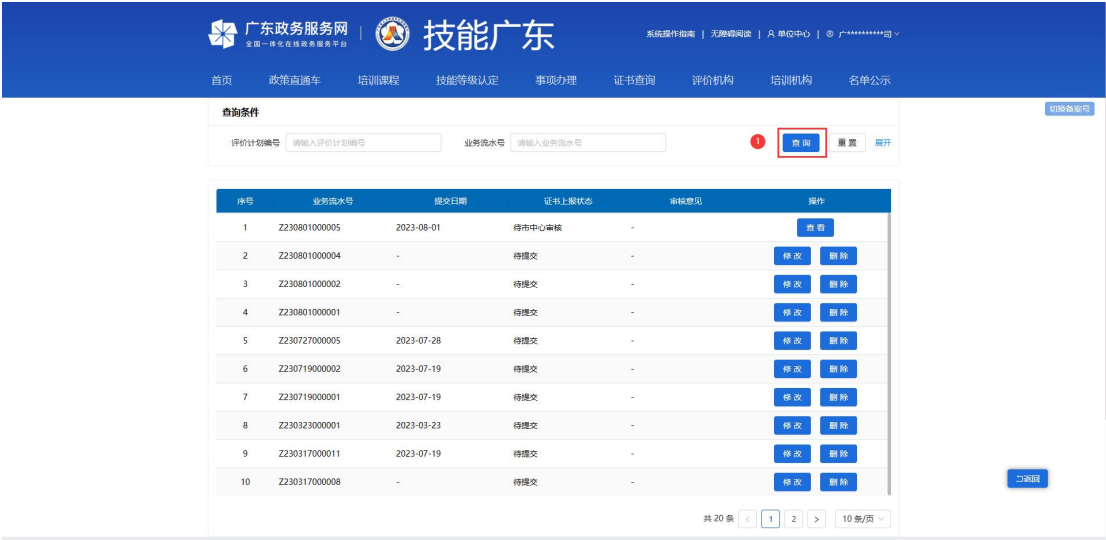 广东政务服务网
全国一体化在线政务服务平台
技能广东
系统操作指南 | 无障碍阅读 | 单位中心 | 广**********司
首页 政策直通车 培训课程 技能等级认定 事项办理 证书查询 评价机构 培训机构 名单公示
切换备案号
查询条件
评价计划编号 请输入评价计划编号 业务流水号 请输入业务流水号 1 查询 重置 展开
序号 业务流水号 提交日期 证书上报状态 审核意见 操作
1 Z230801000005 2023-08-01 待市中心审核 - 查看
2 Z230801000004 - 待提交 - 修改 删除
3 Z230801000002 - 待提交 - 修改 删除
4 Z230801000001 - 待提交 - 修改 删除
5 Z230727000005 2023-07-28 待提交 - 修改 删除
6 Z230719000002 2023-07-19 待提交 - 修改 删除
7 Z230719000001 2023-07-19 待提交 - 修改 删除
8 Z230323000001 2023-03-23 待提交 - 修改 删除
9 Z230317000011 2023-07-19 待提交 - 修改 删除
10 Z230317000008 - 待提交 - 修改 删除
返回
共 20 条 < 1 2 > 10 条/页